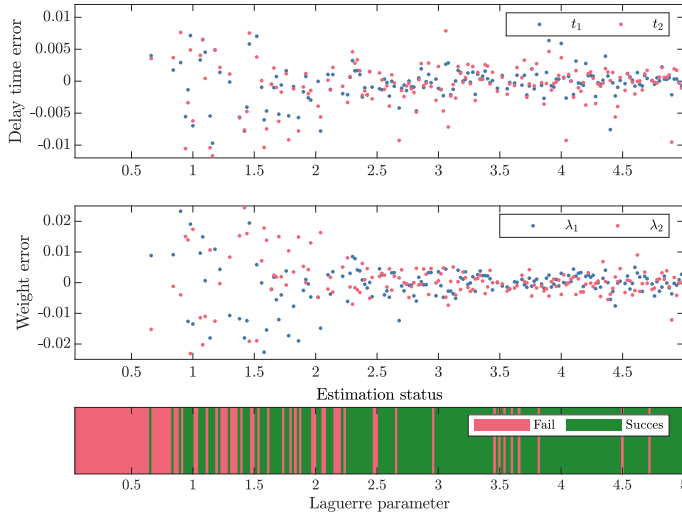 0.01
0.005
0
-0.005
-0.01
Delay time error
t1 t2
0.5 1 1.5 2 2.5 3 3.5 4 4.5
0.02
0.01
0
-0.01
-0.02
Weight error
λ1 λ2
0.5 1 1.5 2 2.5 3 3.5 4 4.5
Estimation status
Fail Succes
0.5 1 1.5 2 2.5 3 3.5 4 4.5 5
Laguerre parameter